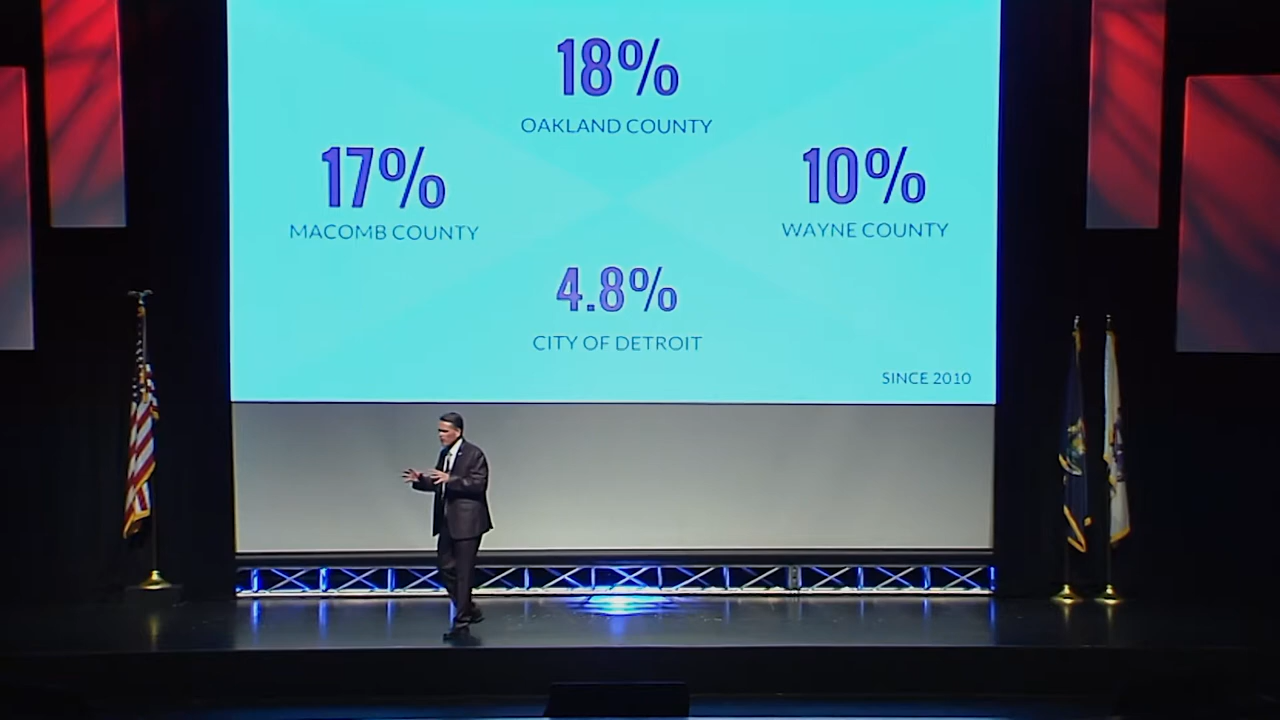 18%
OAKLAND COUNTY
17%
MACOMB COUNTY
10%
WAYNE COUNTY
4.8%
CITY OF DETROIT
SINCE 2010